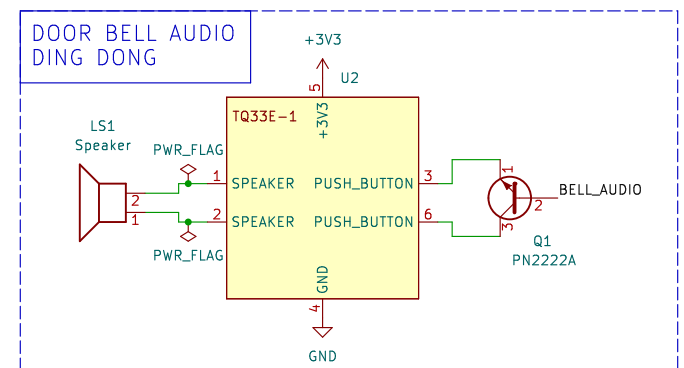 DOOR BELL AUDIO
DING DONG
+3V3
U2
5
TQ33E-1
+3V3
LS1
Speaker
PWR_FLAG
1
SPEAKER
PUSH_BUTTON
3
1
2
BELL_AUDIO
2
1
2
SPEAKER
PUSH_BUTTON
6
3
PWR_FLAG
Q1
PN2222A
GND
4
GND